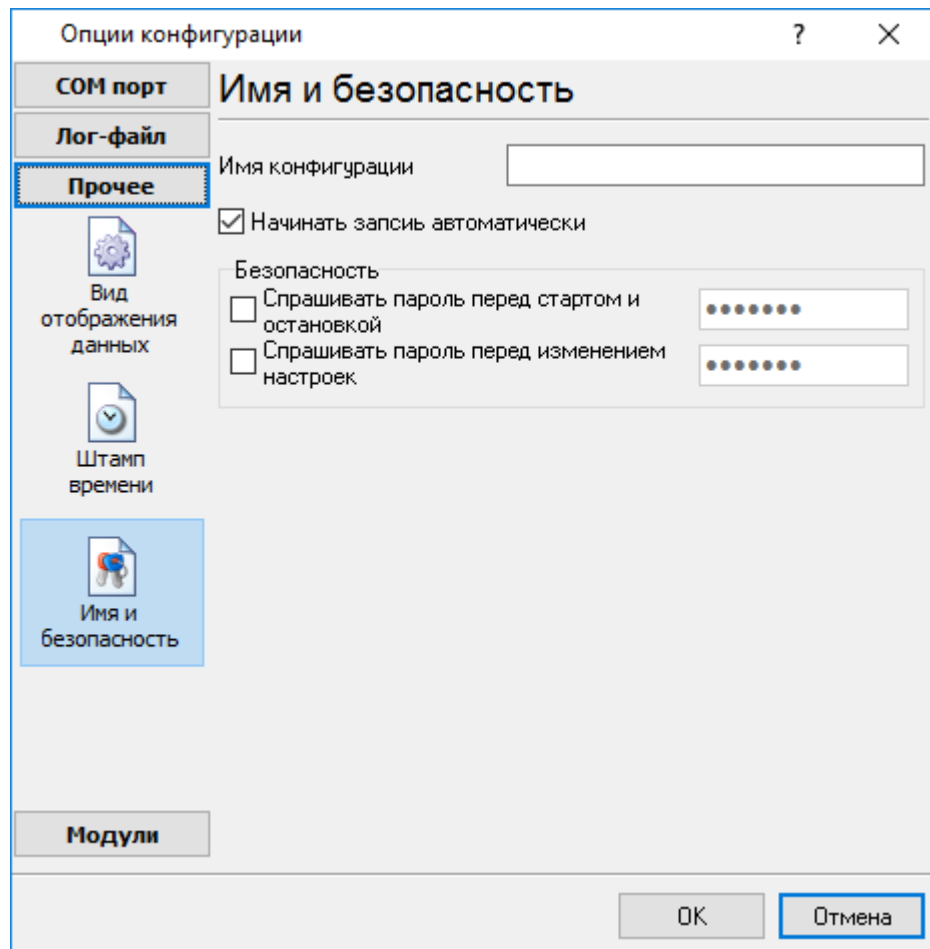 Опции конфигурации
?
COM порт
Лог-файл
Прочее
Вид
отображения
данных
Штамп
времени
Имя и
безопасность
Модули
Имя и безопасность
Имя конфигурации
Начинать запсиь автоматически
Безопасность
Спрашивать пароль перед стартом и
остановкой
Спрашивать пароль перед изменением
настроек
OK
Отмена